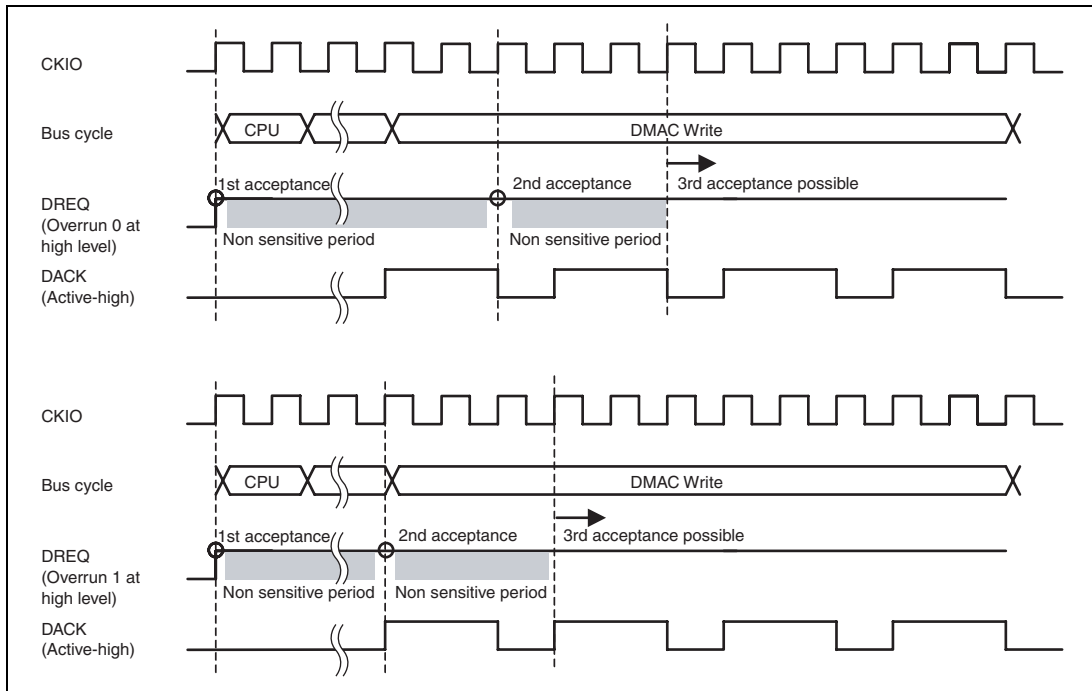 CKIO
Bus cycle
CPU
DMAC Write
1st acceptance
2nd acceptance
3rd acceptance possible
DREQ
(Overrun 0 at
high level)
Non sensitive period
Non sensitive period
DACK
(Active-high)
CKIO
Bus cycle
CPU
DMAC Write
1st acceptance
2nd acceptance
3rd acceptance possible
DREQ
(Overrun 1 at
high level)
Non sensitive period
Non sensitive period
DACK
(Active-high)